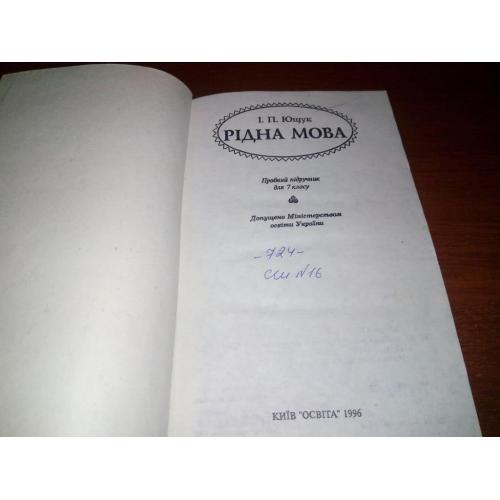 І. П. Ющук
РІДНА МОВА
Пробний підручник
для 7 класу
Допущено Міністерством
освіти України
-724-
КИЇВ "ОСВІТА" 1996